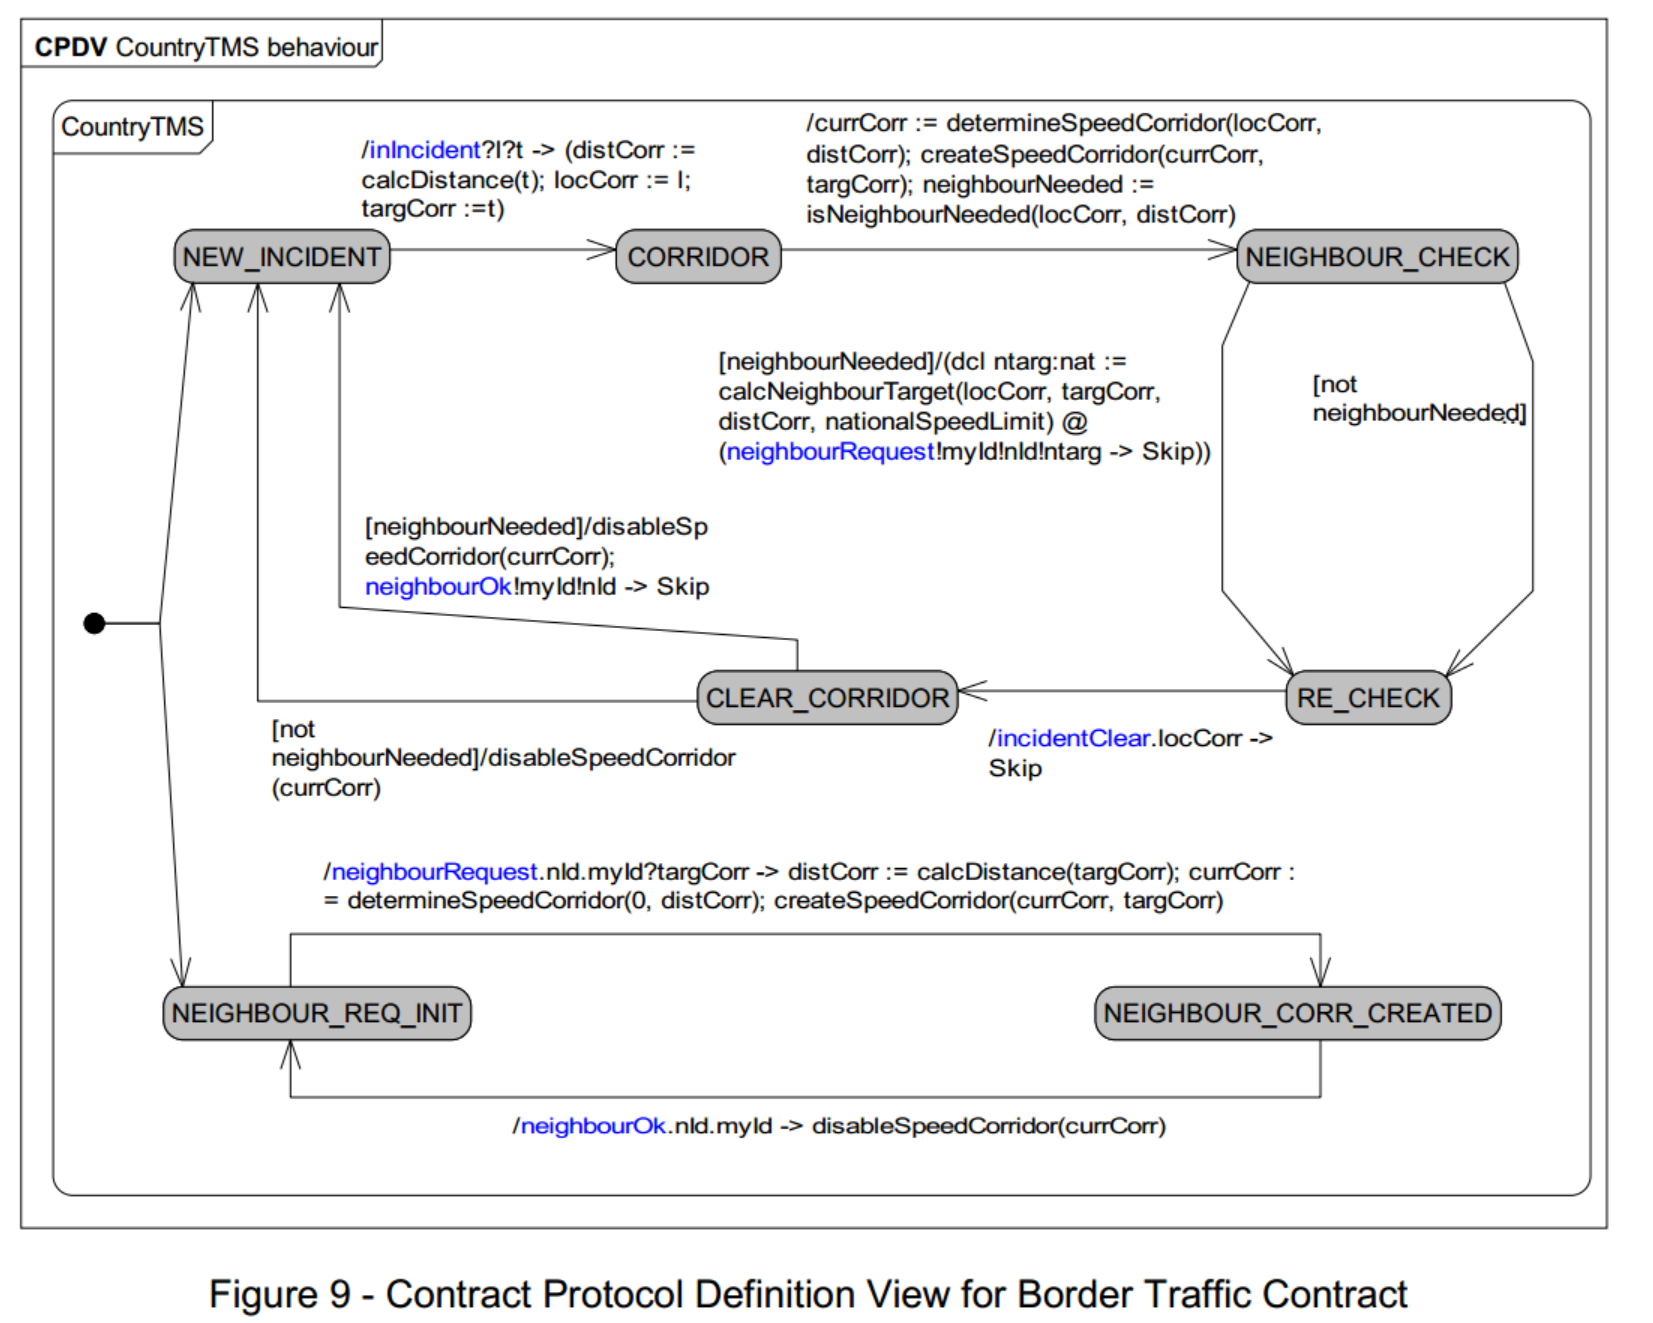 CPDV CountryTMS behaviour
CountryTMS
/inIncident?l?t -> (distCorr :=
calcDistance(t); locCorr := l;
targCorr :=t)
/currCorr := determineSpeedCorridor(locCorr,
distCorr); createSpeedCorridor(currCorr,
targCorr); neighbourNeeded :=
isNeighbourNeeded(locCorr, distCorr)
NEW_INCIDENT
CORRIDOR
NEIGHBOUR_CHECK
[neighbourNeeded]/(dcl ntarg:nat :=
calcNeighbourTarget(locCorr, targCorr,
distCorr, nationalSpeedLimit) @
(neighbourRequest!myId!nId!ntarg -> Skip))
[not
neighbourNeeded]
[neighbourNeeded]/disableSp
eedCorridor(currCorr);
neighbourOk!myId!nId -> Skip
CLEAR_CORRIDOR
RE_CHECK
[not
neighbourNeeded]/disableSpeedCorridor
(currCorr)
/incidentClear.locCorr ->
Skip
/neighbourRequest.nId.myId?targCorr -> distCorr := calcDistance(targCorr); currCorr :
= determineSpeedCorridor(0, distCorr); createSpeedCorridor(currCorr, targCorr)
NEIGHBOUR_REQ_INIT
NEIGHBOUR_CORR_CREATED
/neighbourOk.nId.myId -> disableSpeedCorridor(currCorr)
Figure 9 - Contract Protocol Definition View for Border Traffic Contract